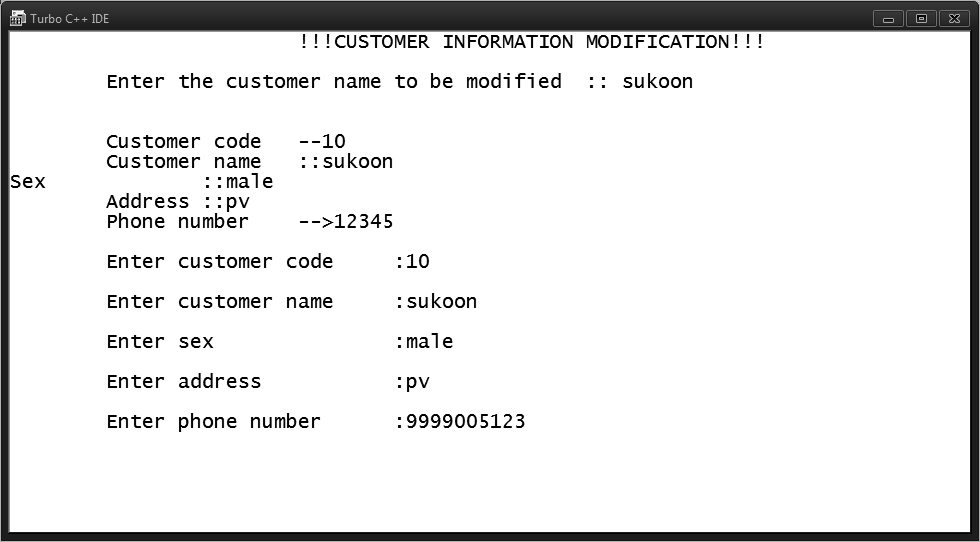 Turbo C++ IDE
!!!CUSTOMER INFORMATION MODIFICATION!!!
Enter the customer name to be modified :: sukoon
Customer code --10
Customer name ::sukoon
Sex ::male
Address ::pv
Phone number -->12345
Enter customer code :10
Enter customer name :sukoon
Enter sex :male
Enter address :pv
Enter phone number :9999005123